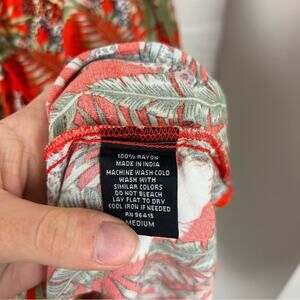 100% RAYON
MADE IN INDIA
MACHINE WASH COLD
WASH WITH
SIMILAR COLORS
DO NOT BLEACH
LAY FLAT TO DRY
COOL IRON IF NEEDED
RN 96415
MEDIUM